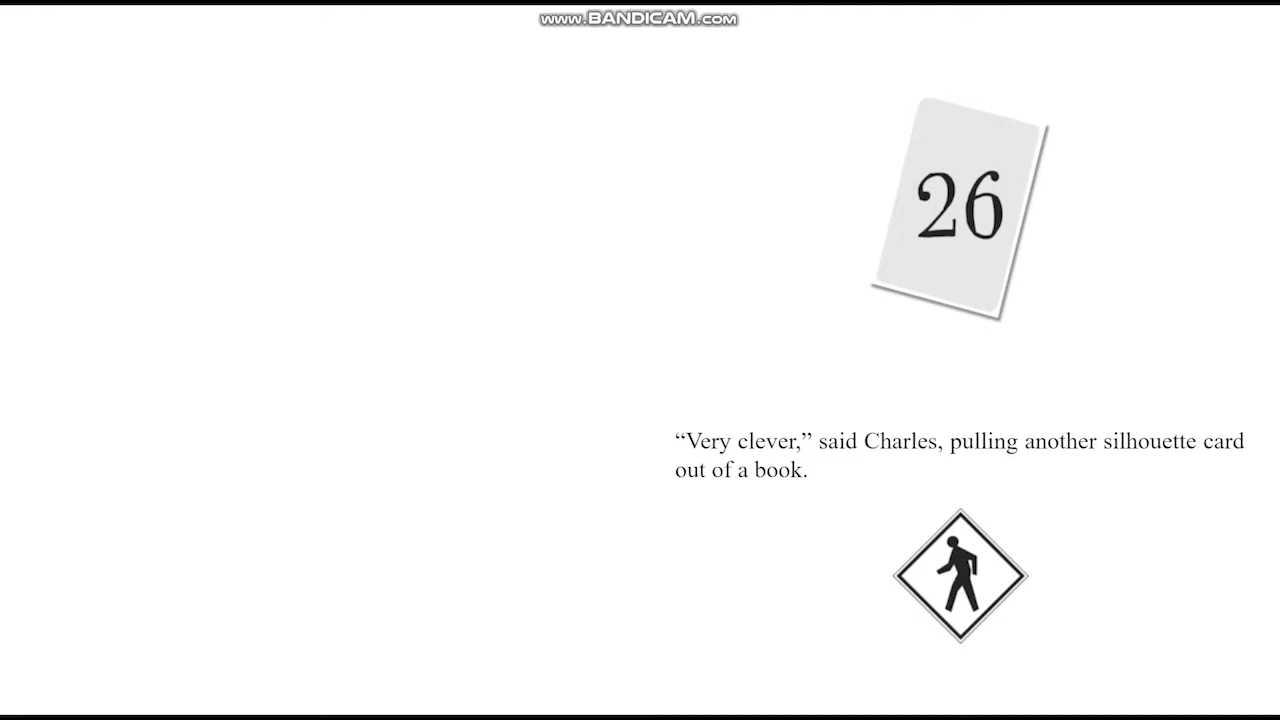 www.BANDICAM.com
26
“Very clever,” said Charles, pulling another silhouette card
out of a book.